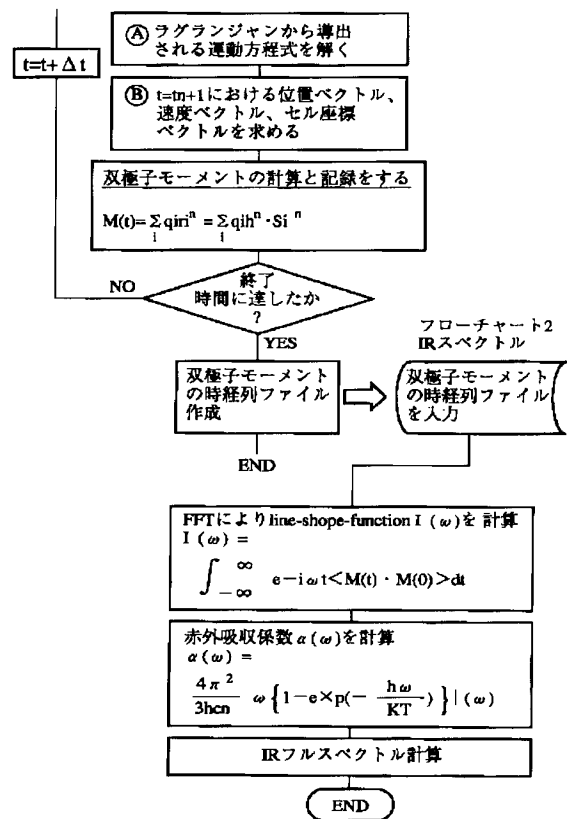 Ⓐ ラグランジャンから導出
される運動方程式を解く
t=t+Δt
Ⓑ t=tn+1における位置ベクトル、
速度ベクトル、セル座標
ベクトルを求める
双極子モーメントの計算と記録をする
M(t)=Σqiri^n =Σqih^n・Si^n
i i
NO
終了
時間に達したか
?
YES
フローチャート2
IRスペクトル
双極子モーメント
の時経列ファイル
作成
双極子モーメント
の時経列ファイル
を入力
END
FFTによりline-shope-function I (ω)を計算
I (ω) =
∫ ∞ -∞ e-iωt<M(t)・M(0)>dt
赤外吸収係数α(ω)を計算
α(ω) =
4π² / 3hcn ω{1-e×p(- hω / KT )}|(ω)
IRフルスペクトル計算
END